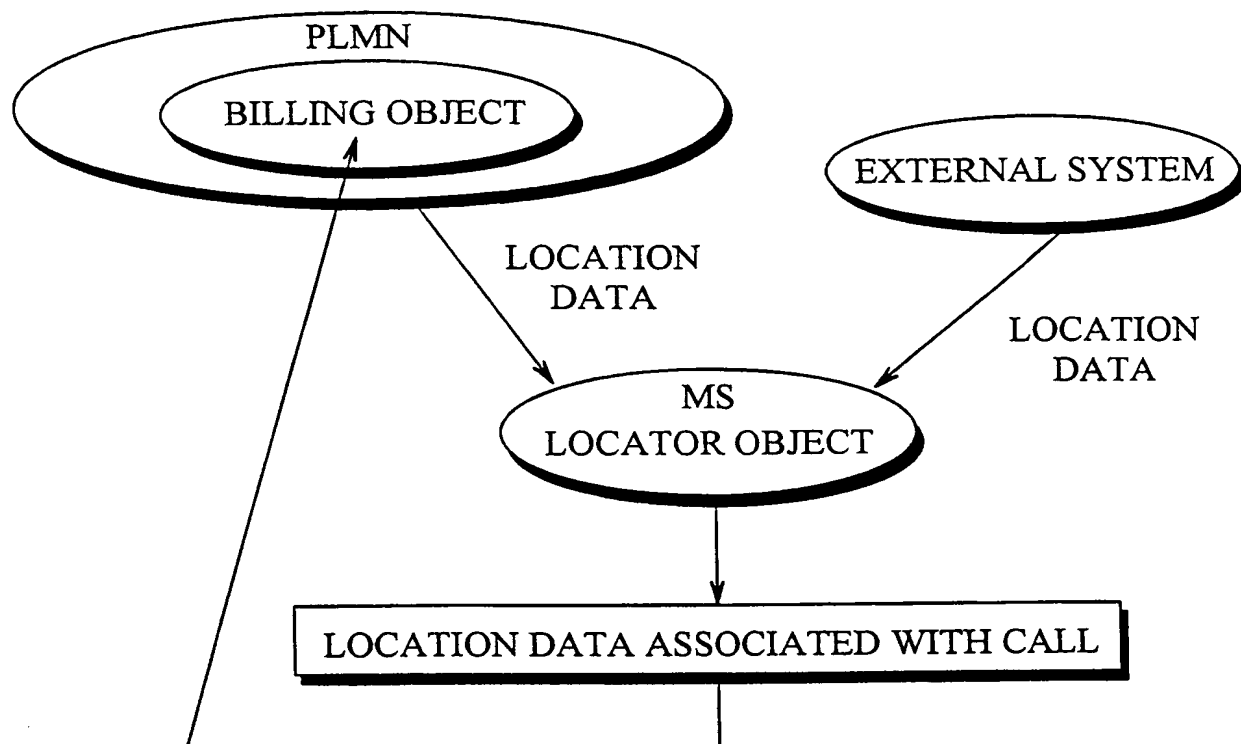 PLMN
BILLING OBJECT
EXTERNAL SYSTEM
LOCATION
DATA
LOCATION
DATA
MS
LOCATOR OBJECT
LOCATION DATA ASSOCIATED WITH CALL